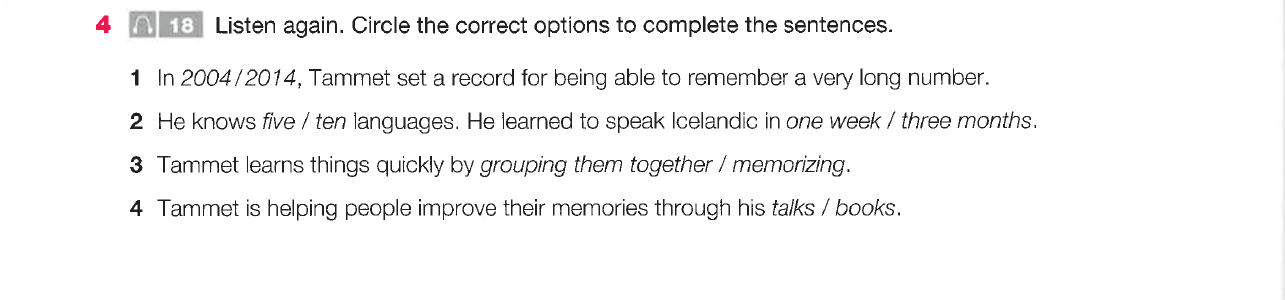 4 18 Listen again. Circle the correct options to complete the sentences.
1 In 2004/2014, Tammet set a record for being able to remember a very long number.
2 He knows five / ten languages. He learned to speak Icelandic in one week / three months.
3 Tammet learns things quickly by grouping them together / memorizing.
4 Tammet is helping people improve their memories through his talks / books.